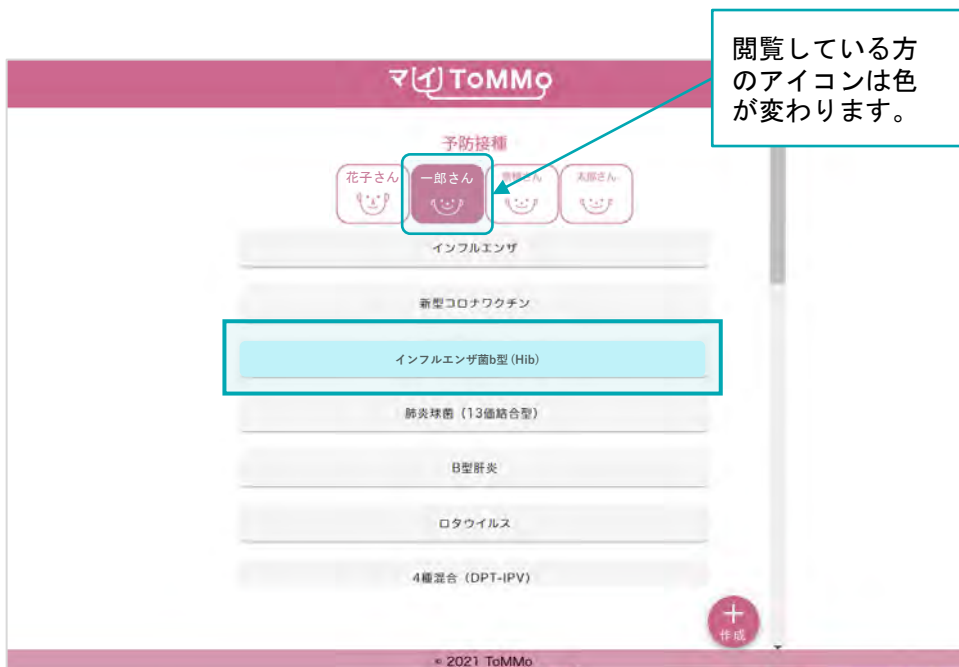 閲覧している方
のアイコンは色
が変わります。
マイ ToMMo
予防接種
花子さん
一郎さん
太郎さん
インフルエンザ
新型コロナワクチン
インフルエンザ菌b型(Hib)
肺炎球菌(13価結合型)
B型肝炎
ロタウイルス
4種混合(DPT-IPV)
+
作成
© 2021 ToMMo